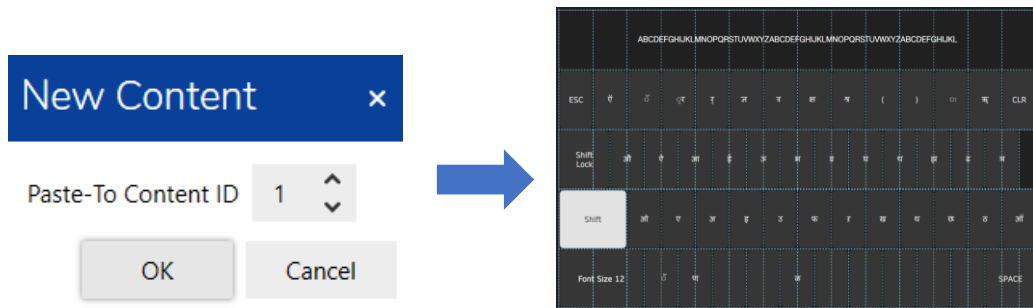 New Content ×
Paste-To Content ID 1
OK Cancel
ABCDEFGHIJKLMNOPQRSTUVWXYZABCDEFGHIJKLMNOPQRSTUVWXYZABCDEFGHIJKL
ESC ऍ ॅ र् ज्ञ त्र क्ष श्र ( ) ः ऋ CLR
Shift
Lock औ ऐ आ ई ऊ भ ङ घ ध झ ढ ञ
Shift ओ ए अ इ उ फ ऱ ख थ छ ठ ऑ
Font Size 12 ण SPACE